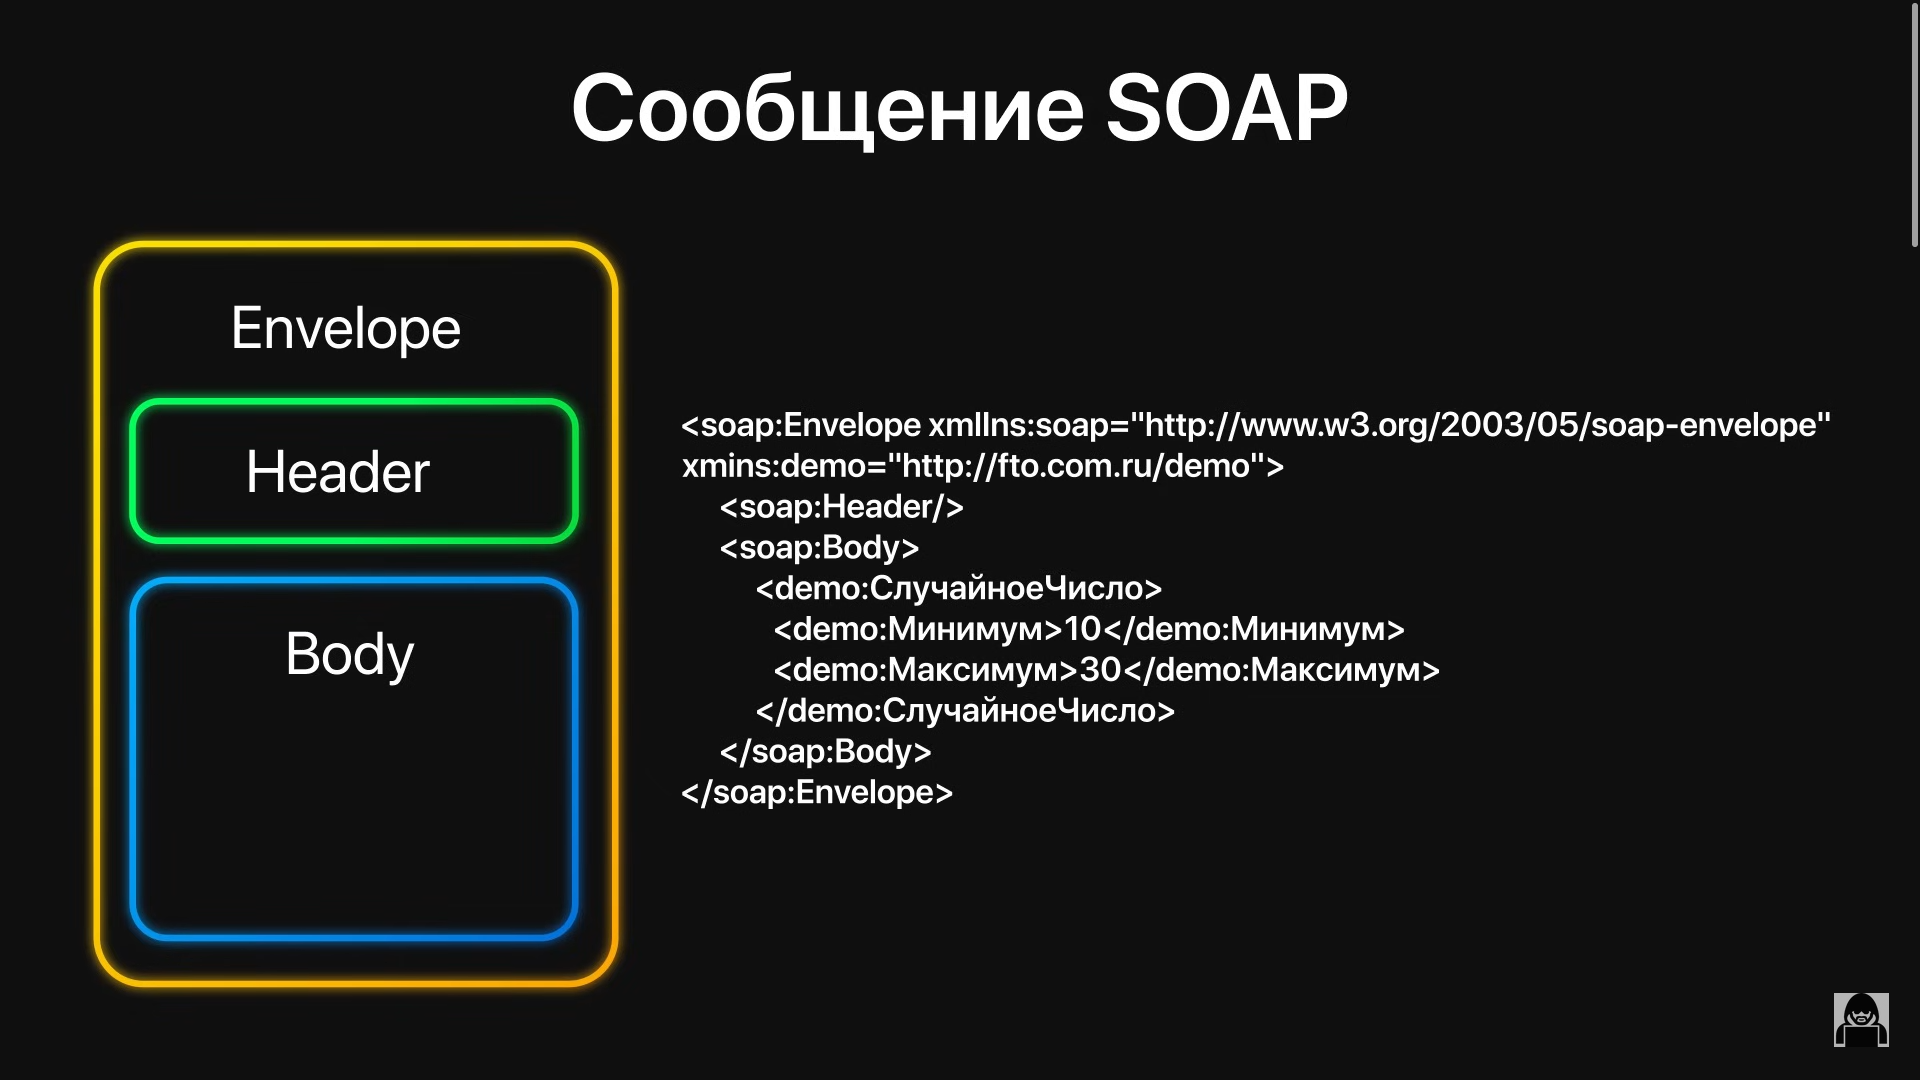 Сообщение SOAP
Envelope
Header
Body
<soap:Envelope xmllns:soap="http://www.w3.org/2003/05/soap-envelope"
xmins:demo="http://fto.com.ru/demo">
<soap:Header/>
<soap:Body>
<demo:СлучайноеЧисло>
<demo:Минимум>10</demo:Минимум>
<demo:Максимум>30</demo:Максимум>
</demo:СлучайноеЧисло>
</soap:Body>
</soap:Envelope>